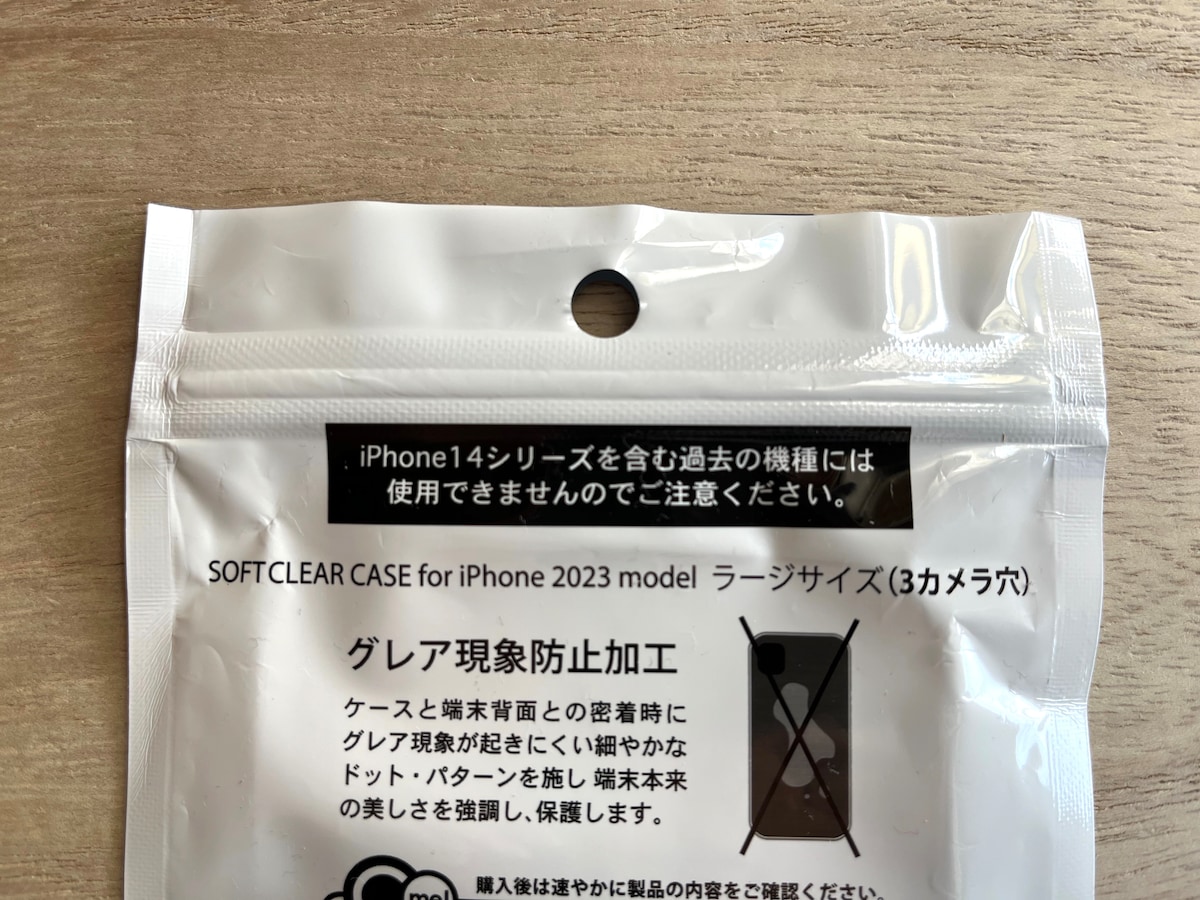 iPhone14シリーズを含む過去の機種には
使用できませんのでご注意ください。
SOFT CLEAR CASE for iPhone 2023 model ラージサイズ(3カメラ穴)
グレア現象防止加工
ケースと端末背面との密着時に
グレア現象が起きにくい細やかな
ドット・パターンを施し 端末本来
の美しさを強調し、保護します。
mol
購入後は速やかに製品の内容をご確認ください。